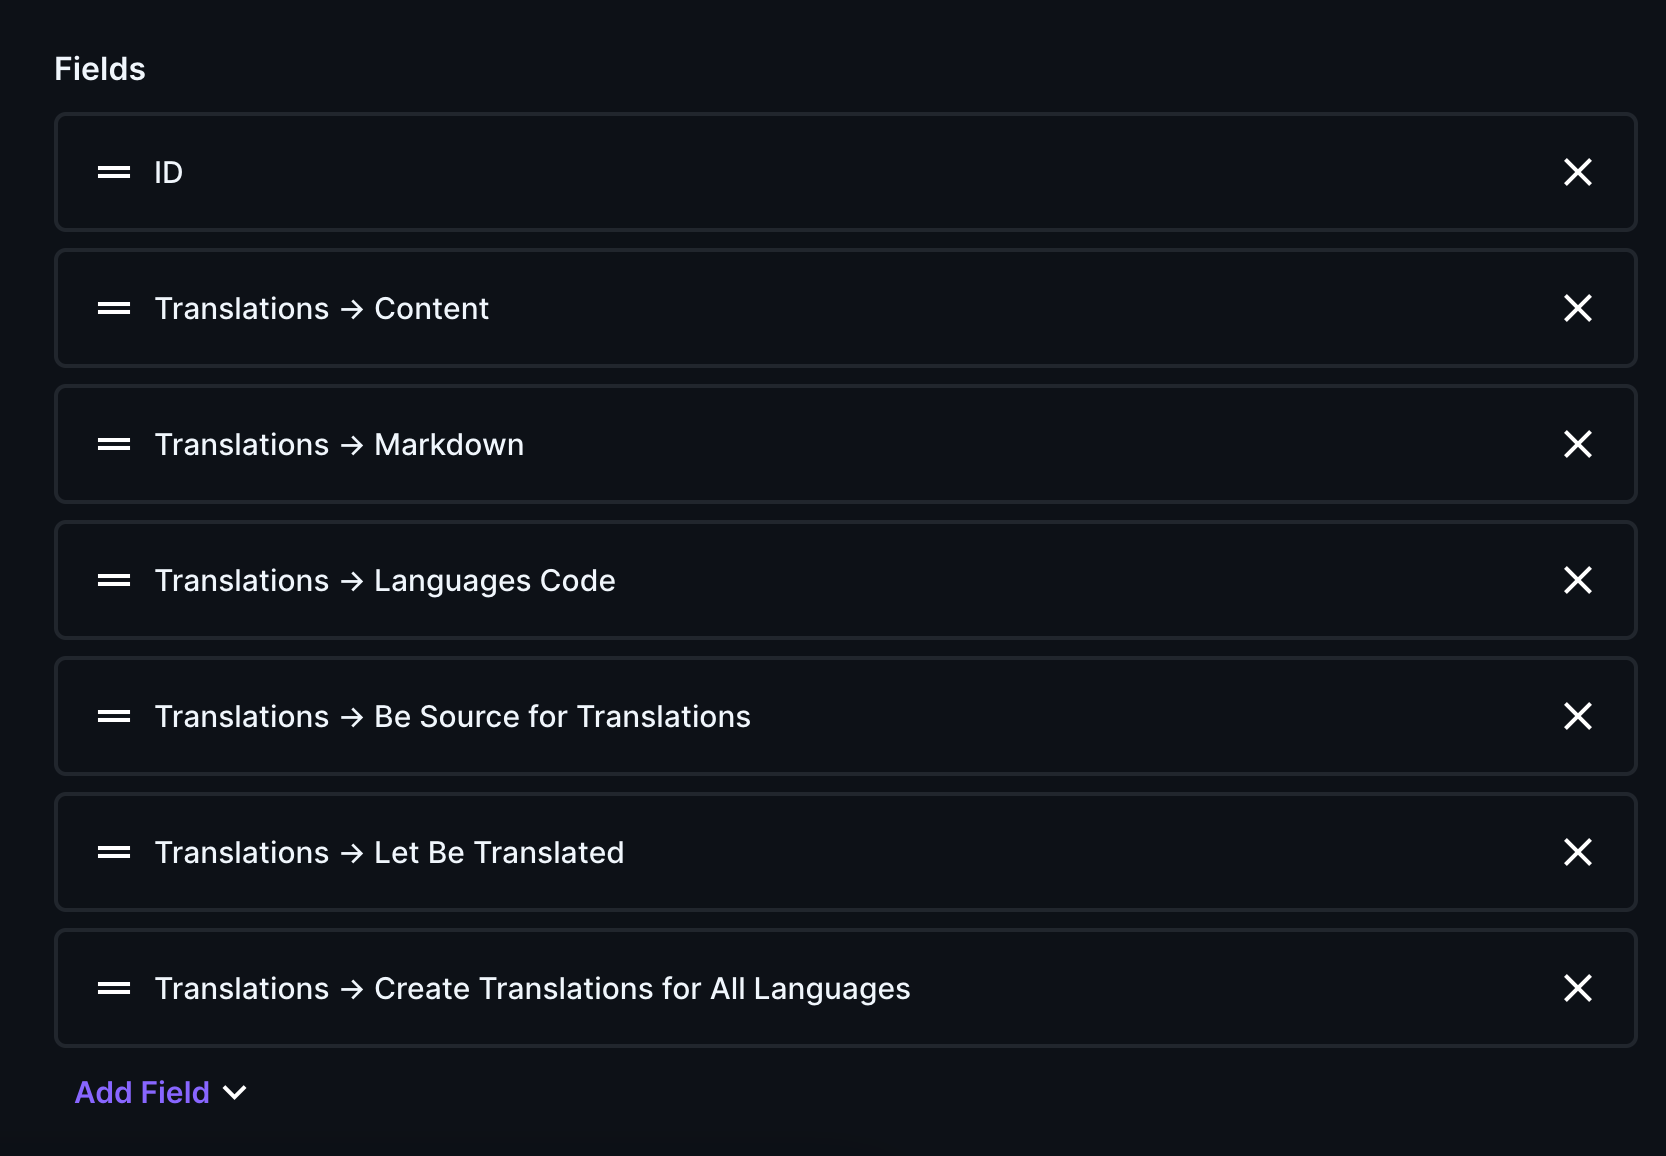 Fields
ID
Translations → Content
Translations → Markdown
Translations → Languages Code
Translations → Be Source for Translations
Translations → Let Be Translated
Translations → Create Translations for All Languages
Add Field